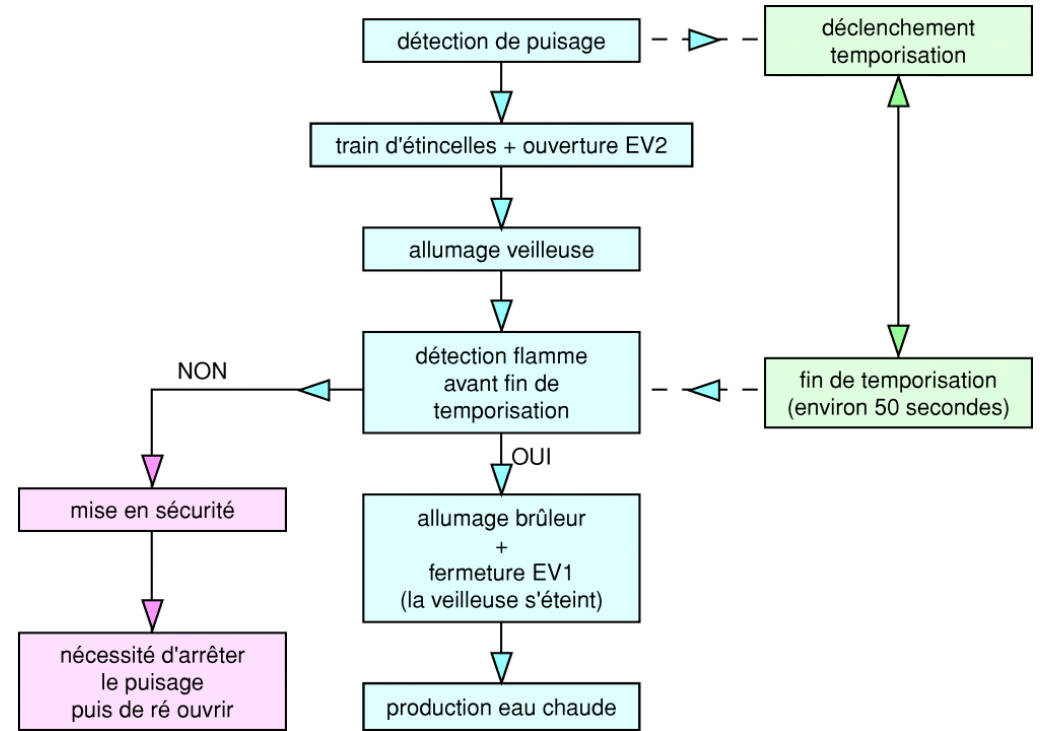 détection de puisage
déclenchement
temporisation
train d'étincelles + ouverture EV2
allumage veilleuse
détection flamme
avant fin de
temporisation
fin de temporisation
(environ 50 secondes)
NON
OUI
mise en sécurité
allumage brûleur
+
fermeture EV1
(la veilleuse s'éteint)
nécessité d'arrêter
le puisage
puis de ré ouvrir
production eau chaude